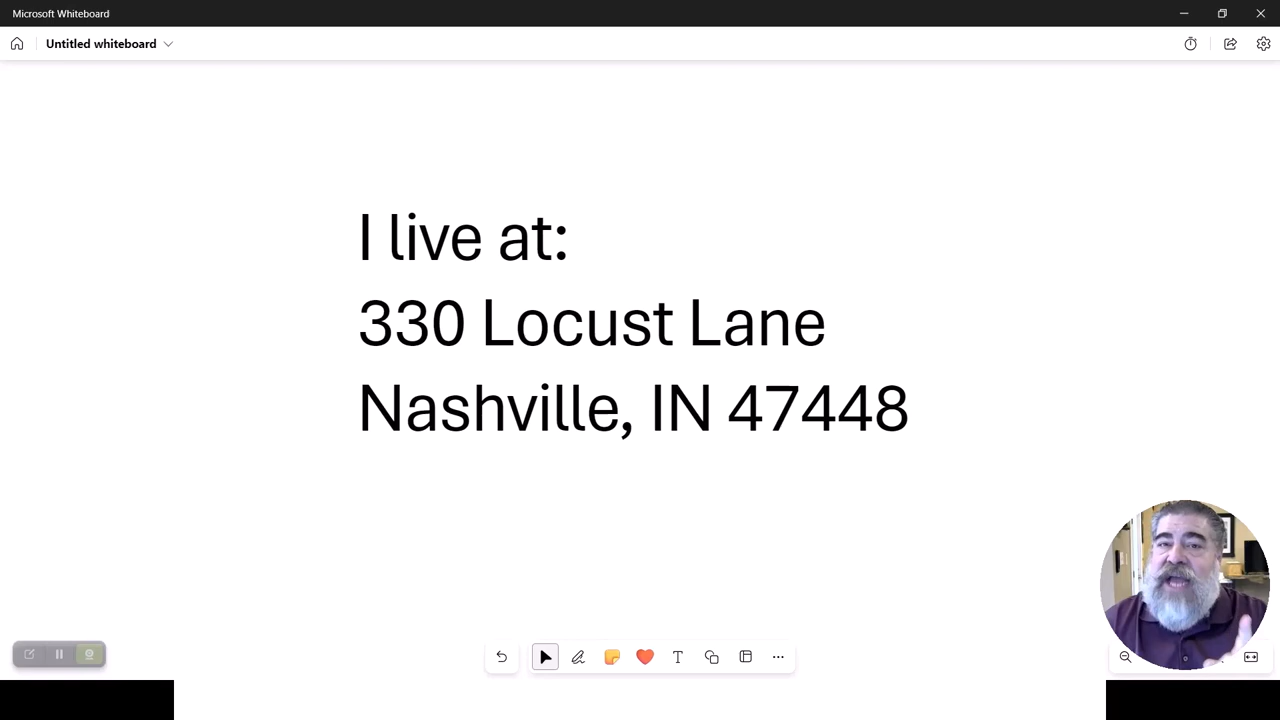 Microsoft Whiteboard
Untitled whiteboard
I live at:
330 Locust Lane
Nashville, IN 47448